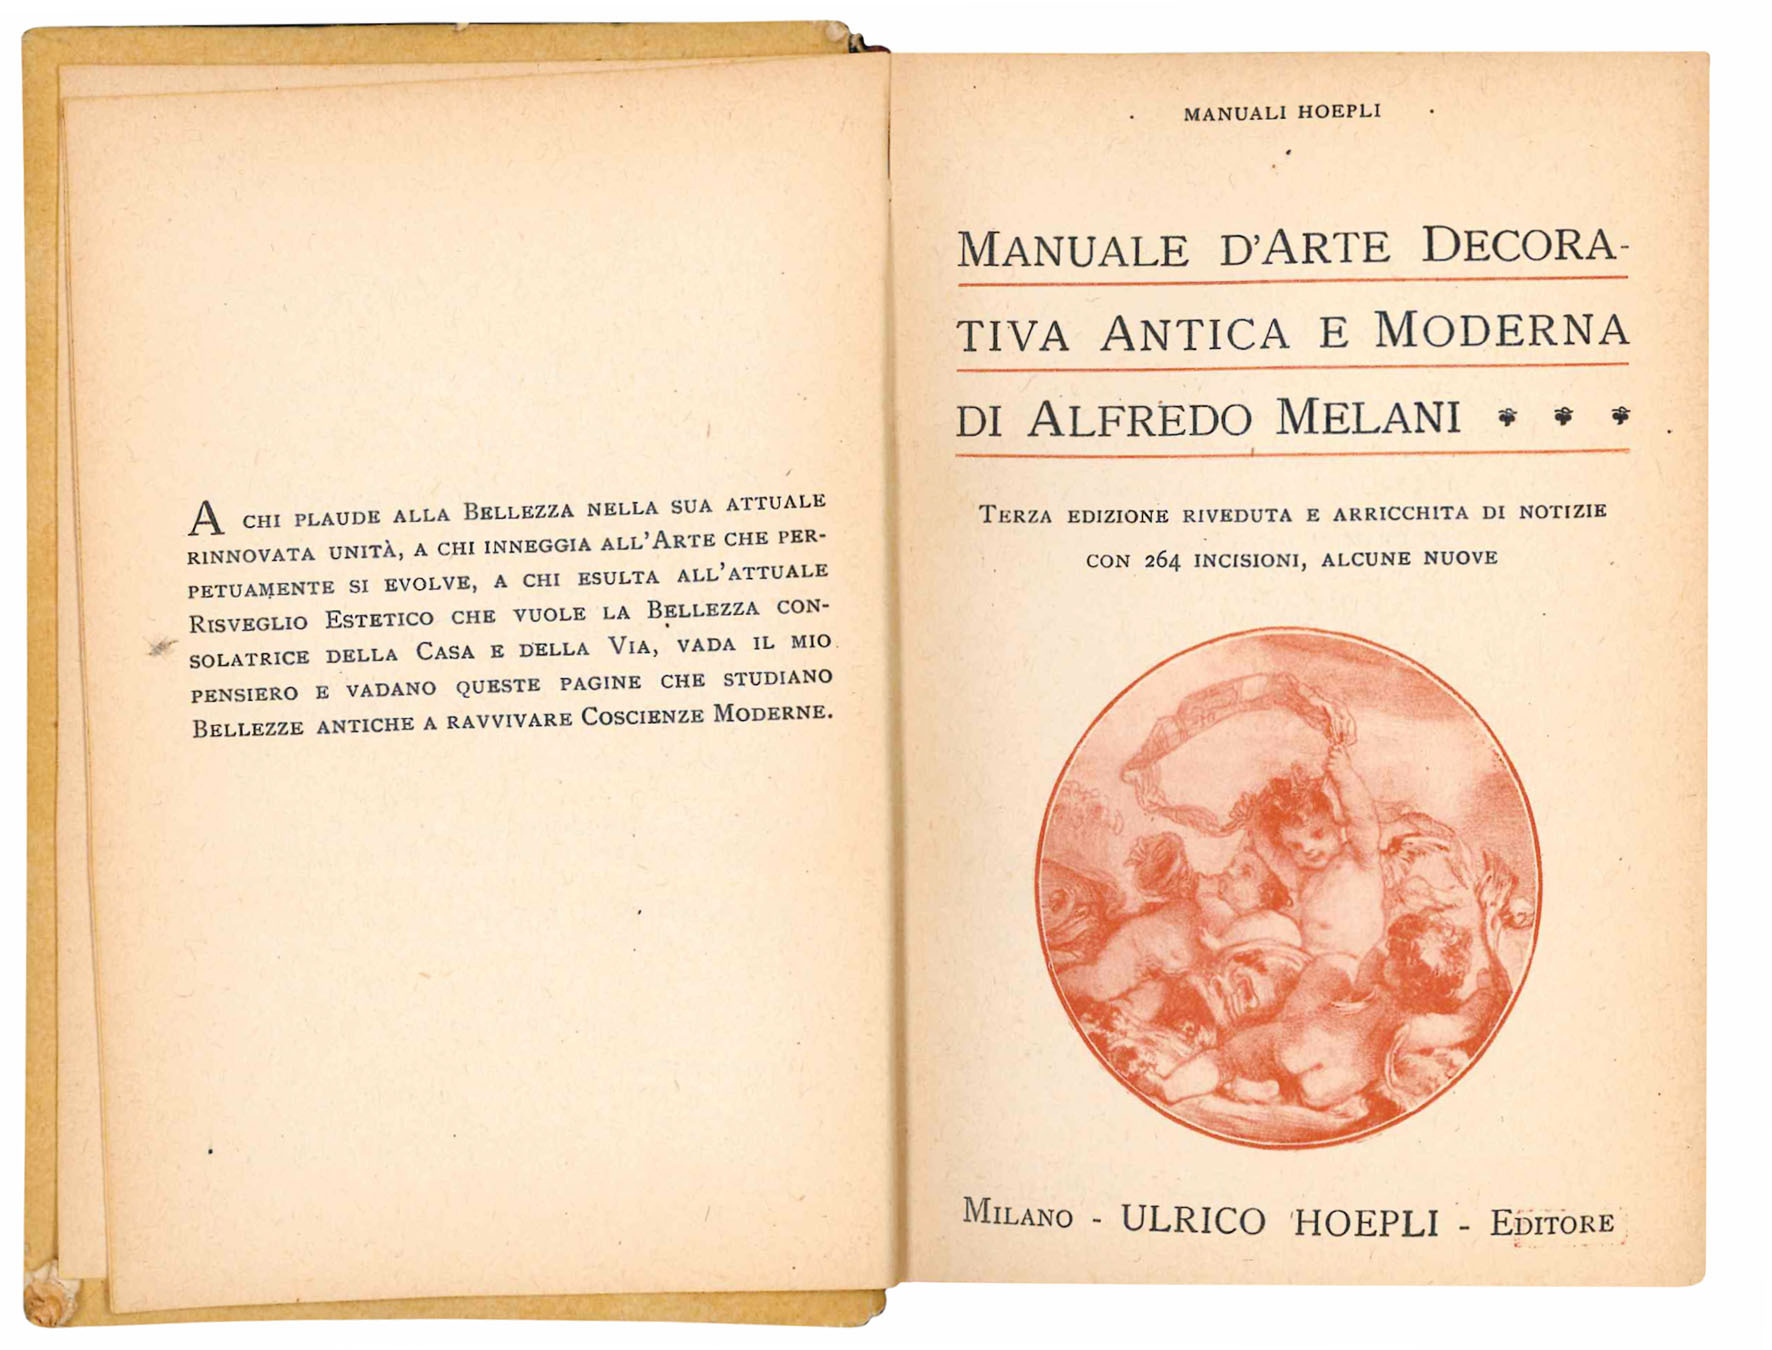 A CHI PLAUDE ALLA BELLEZZA NELLA SUA ATTUALE
RINNOVATA UNITÀ, A CHI INNEGGIA ALL'ARTE CHE PER-
PETUAMENTE SI EVOLVE, A CHI ESULTA ALL'ATTUALE
RISVEGLIO ESTETICO CHE VUOLE LA BELLEZZA CON-
SOLATRICE DELLA CASA E DELLA VIA, VADA IL MIO
PENSIERO E VADANO QUESTE PAGINE CHE STUDIANO
BELLEZZE ANTICHE A RAVVIVARE COSCIENZE MODERNE.
MANUALI HOEPLI
MANUALE D'ARTE DECORA-
TIVA ANTICA E MODERNA
DI ALFREDO MELANI
TERZA EDIZIONE RIVEDUTA E ARRICCHITA DI NOTIZIE
CON 264 INCISIONI, ALCUNE NUOVE
MILANO - ULRICO HOEPLI - EDITORE